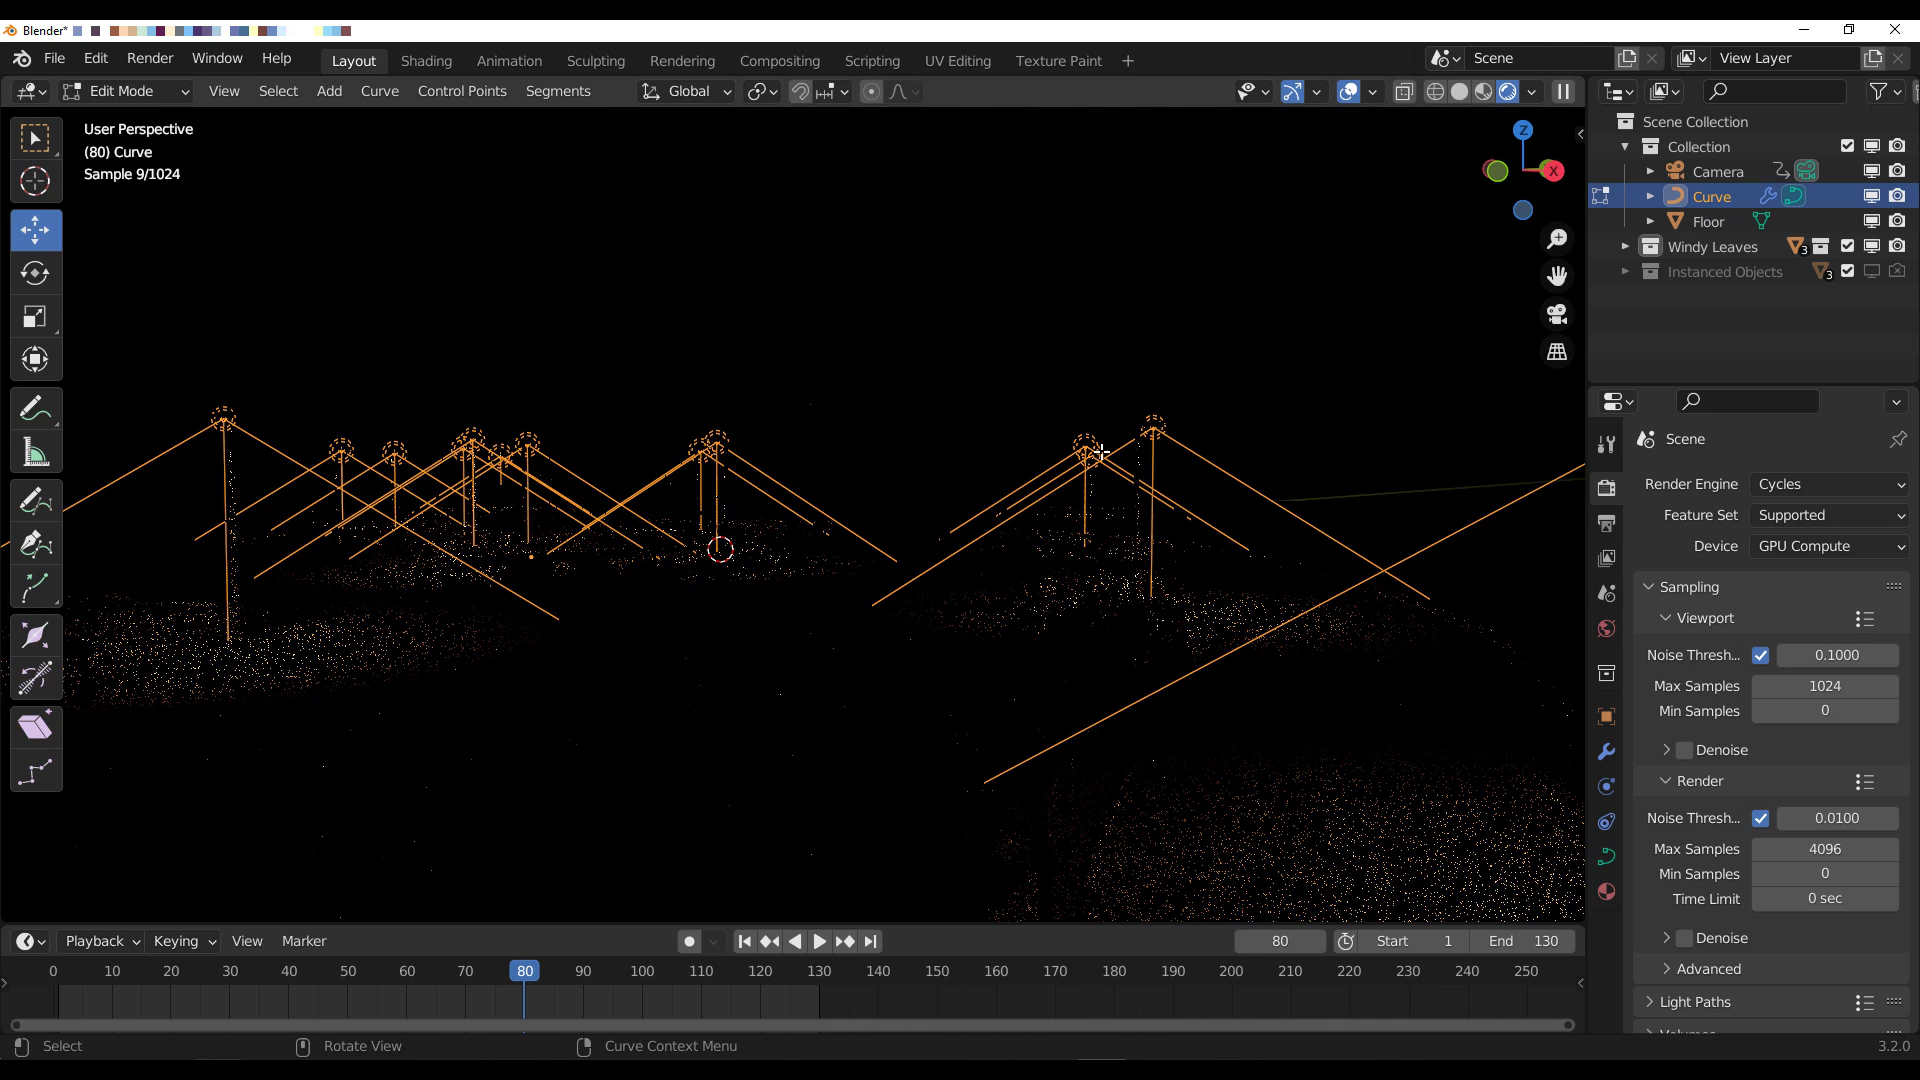 Blender*
File Edit Render Window Help Layout Shading Animation Sculpting Rendering Compositing Scripting UV Editing Texture Paint + Scene View Layer
Edit Mode View Select Add Curve Control Points Segments Global
User Perspective
(80) Curve
Sample 9/1024
Z
X
Scene Collection
Collection
Camera
Curve
Floor
Windy Leaves 3
Instanced Objects 3
Scene
Render Engine Cycles
Feature Set Supported
Device GPU Compute
Sampling
Viewport
Noise Thresh... 0.1000
Max Samples 1024
Min Samples 0
Denoise
Render
Noise Thresh... 0.0100
Max Samples 4096
Min Samples 0
Time Limit 0 sec
Denoise
Advanced
Light Paths
Playback Keying View Marker 80 Start 1 End 130
0 10 20 30 40 50 60 70 80 90 100 110 120 130 140 150 160 170 180 190 200 210 220 230 240 250
Select Rotate View Curve Context Menu 3.2.0